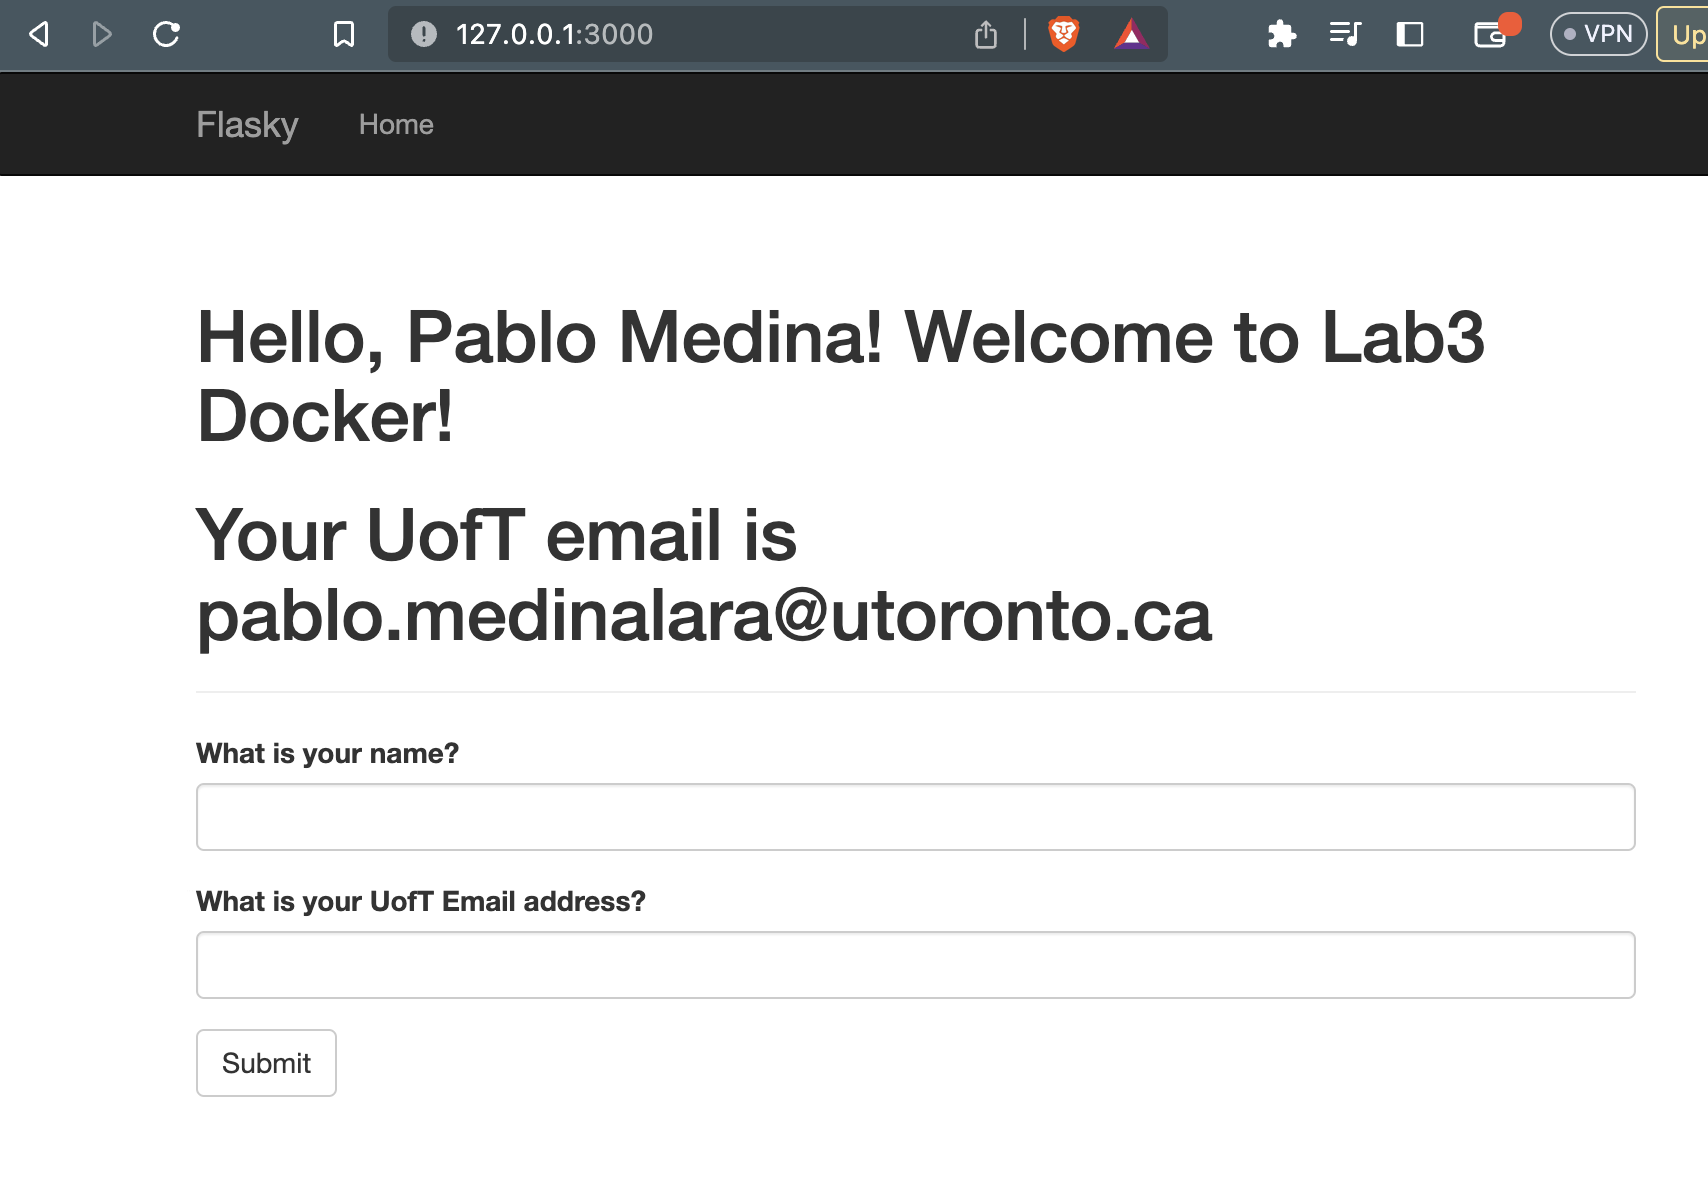 127.0.0.1:3000
VPN
Up
Flasky Home
Hello, Pablo Medina! Welcome to Lab3
Docker!
Your UofT email is
pablo.medinalara@utoronto.ca
What is your name?
What is your UofT Email address?
Submit